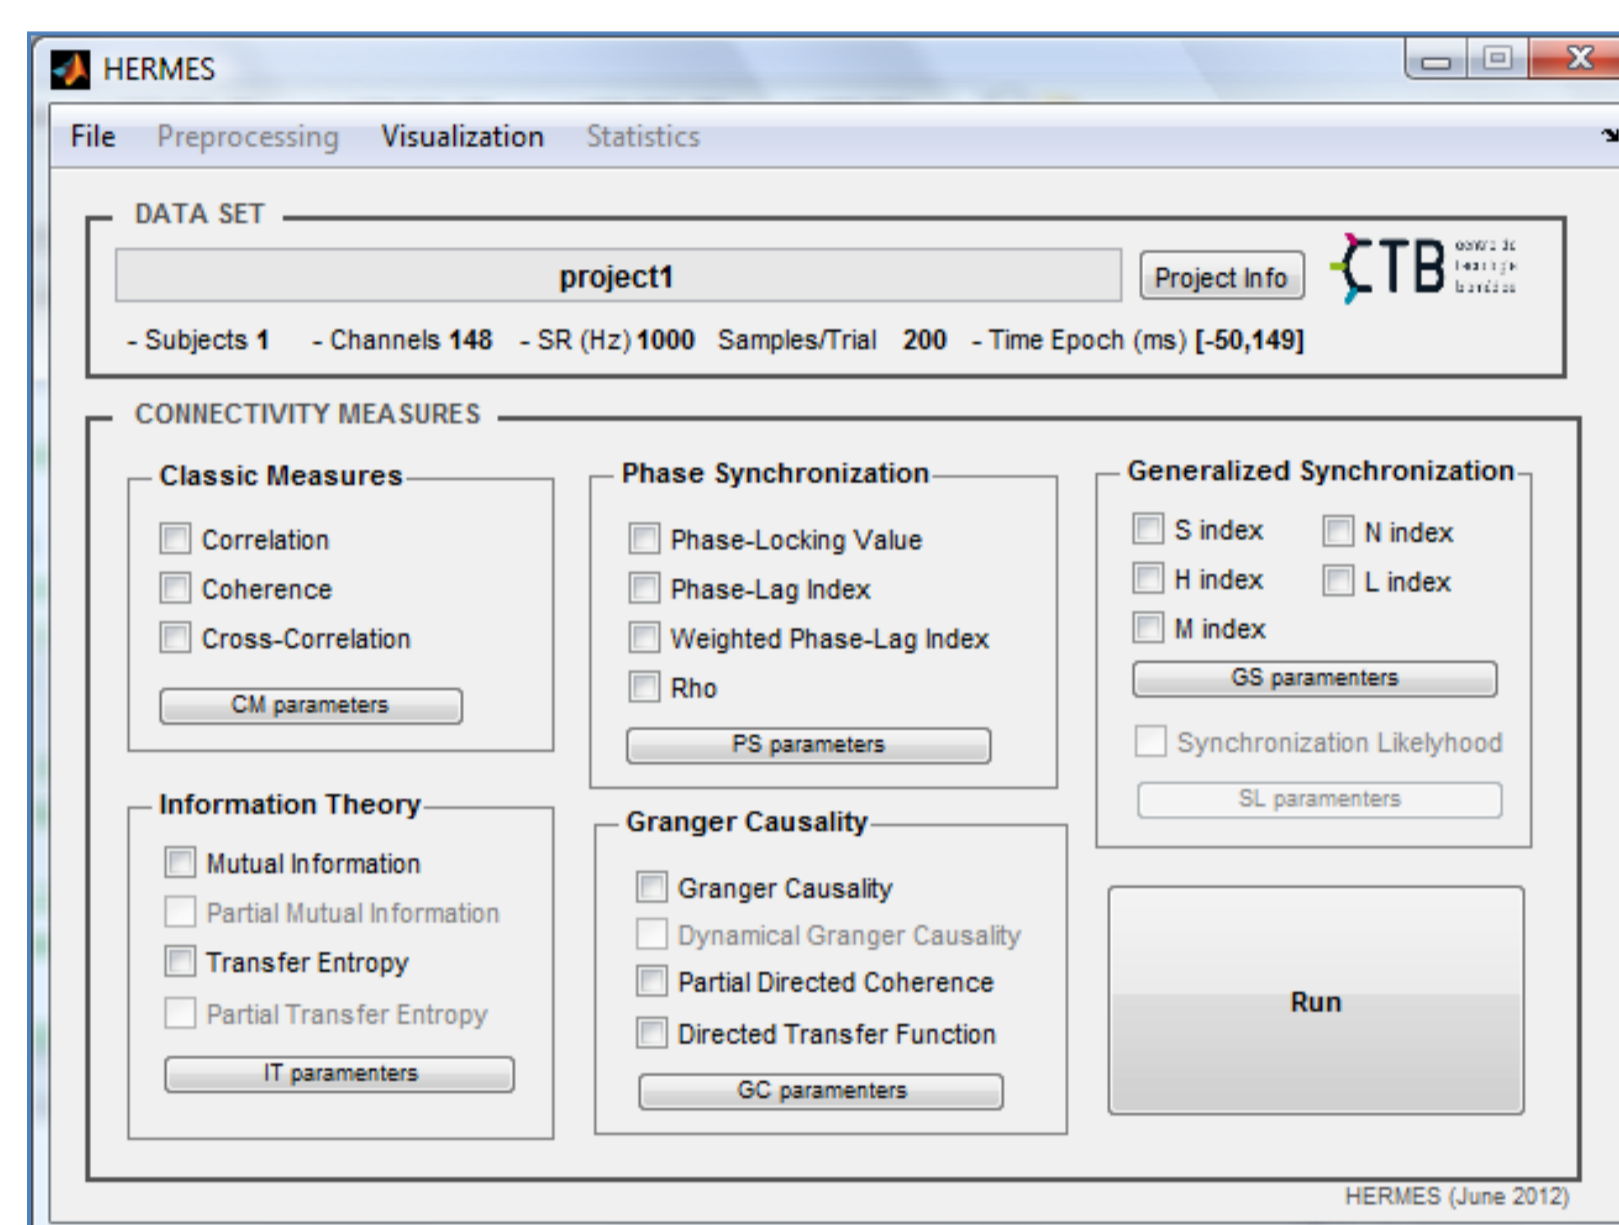 HERMES
File Preprocessing Visualization Statistics
DATA SET
project1
Project Info
CTB
centro de
- Subjects 1 - Channels 148 - SR (Hz) 1000 Samples/Trial 200 - Time Epoch (ms) [-50,149]
CONNECTIVITY MEASURES
Classic Measures
Correlation
Coherence
Cross-Correlation
CM parameters
Phase Synchronization
Phase-Locking Value
Phase-Lag Index
Weighted Phase-Lag Index
Rho
PS parameters
Generalized Synchronization
S index N index
H index L index
M index
GS paramenters
Synchronization Likelyhood
SL paramenters
Information Theory
Mutual Information
Partial Mutual Information
Transfer Entropy
Partial Transfer Entropy
IT paramenters
Granger Causality
Granger Causality
Dynamical Granger Causality
Partial Directed Coherence
Directed Transfer Function
GC paramenters
Run
HERMES (June 2012)